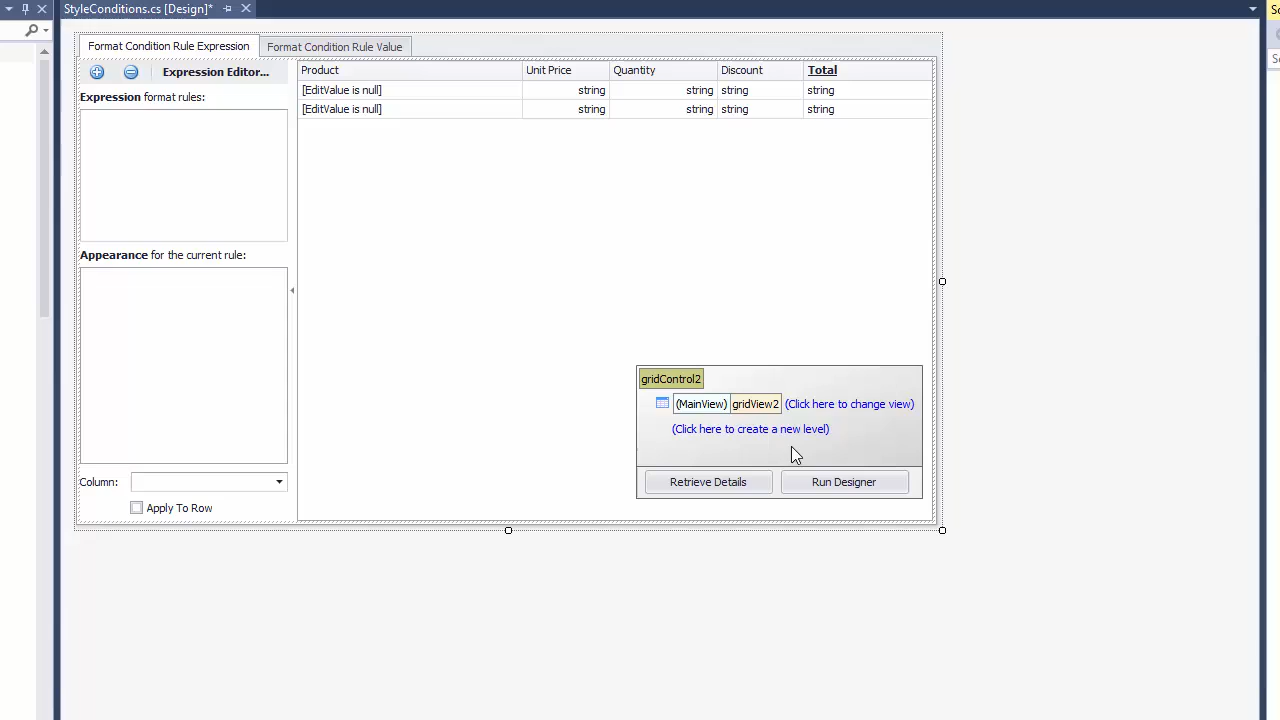 StyleConditions.cs [Design]*
So
Format Condition Rule Expression
Format Condition Rule Value
Expression Editor...
Product Unit Price Quantity Discount Total
Expression format rules:
[EditValue is null] string string string string
[EditValue is null] string string string string
Appearance for the current rule:
gridControl2
(MainView) gridView2 (Click here to change view)
(Click here to create a new level)
Retrieve Details Run Designer
Column:
Apply To Row